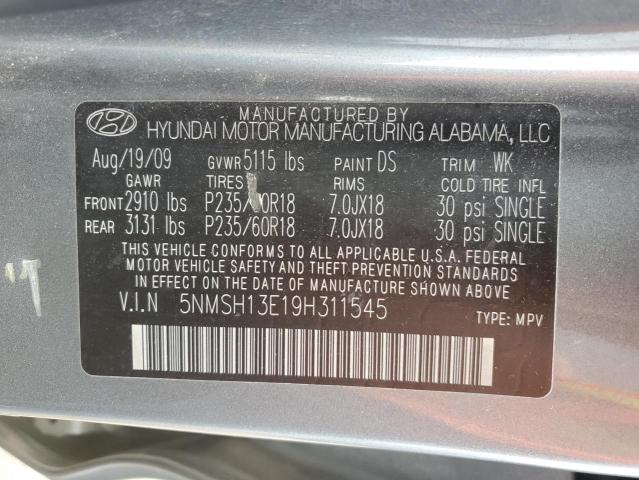 MANUFACTURED BY
HYUNDAI MOTOR MANUFACTURING ALABAMA, LLC
Aug/19/09 GVWR 5115 lbs PAINT DS TRIM WK
GAWR TIRES RIMS COLD TIRE INFL
FRONT 2910 lbs 7.0JX18 30 psi SINGLE
REAR 3131 lbs P235/60R18 7.0JX18 30 psi SINGLE
THIS VEHICLE CONFORMS TO ALL APPLICABLE U.S.A. FEDERAL
MOTOR VEHICLE SAFETY, BUMPER, AND THEFT PREVENTION STANDARDS
IN EFFECT ON THE DATE OF MANUFACTURE SHOWN ABOVE.
V.I.N 5NMSH13E19H311545
TYPE: MPV